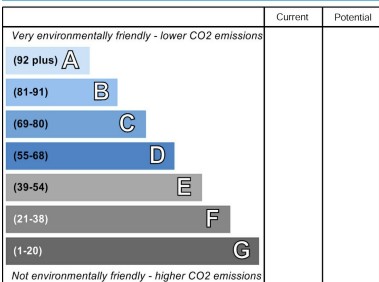 Current Potential
Very environmentally friendly - lower CO2 emissions
(92 plus) A
(81-91) B
(69-80) C
(55-68) D
(39-54) E
(21-38) F
(1-20) G
Not environmentally friendly - higher CO2 emissions